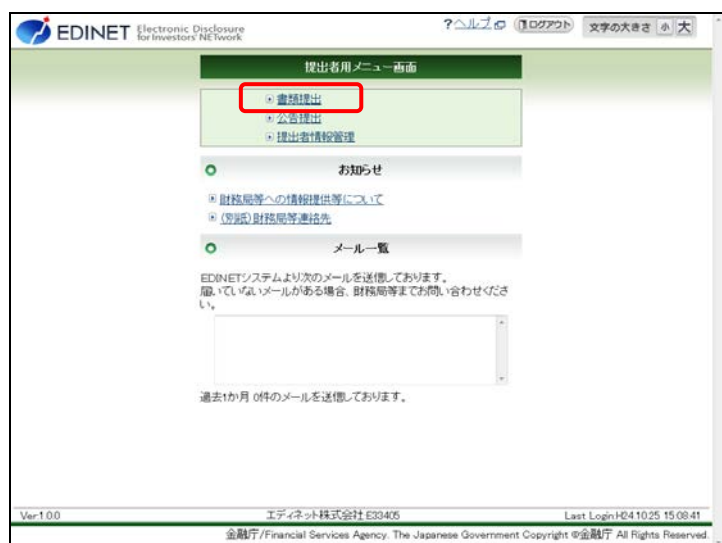 EDINET Electronic Disclosure for Investors' NETwork
?ヘルプ ログアウト 文字の大きさ 小 大
提出者用メニュー画面
書類提出
公告提出
提出者情報管理
お知らせ
財務局等への情報提供等について
(別紙)財務局等連絡先
メール一覧
EDINETシステムより次のメールを送信しております。
届いていないメールがある場合、財務局等までお問い合わせくださ
い。
過去1か月 0件のメールを送信しております。
Ver1.0.0 エディネット株式会社 E33405 Last Login:H24.10.25 15:08:41
金融庁/Financial Services Agency. The Japanese Government Copyright ©金融庁 All Rights Reserved.